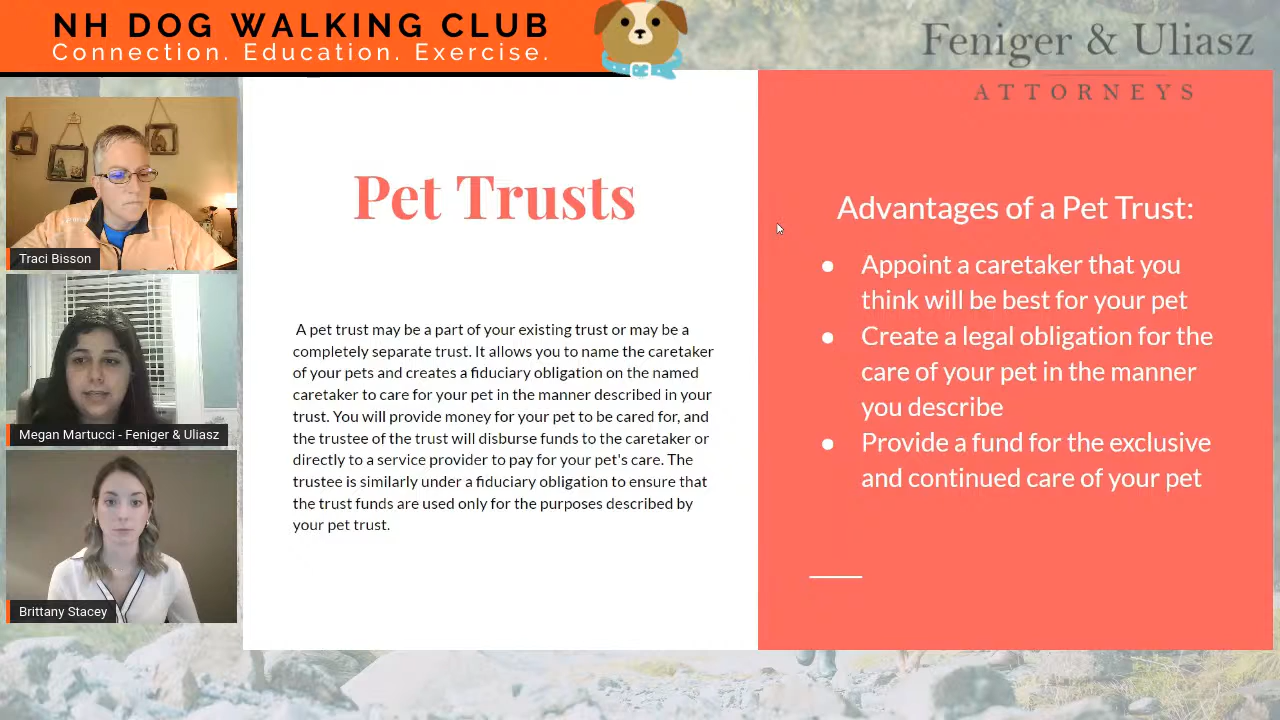 NH DOG WALKING CLUB
Connection. Education. Exercise.
Feniger & Uliasz
ATTORNEYS
Traci Bisson
Megan Martucci - Feniger & Uliasz
Brittany Stacey
Pet Trusts
A pet trust may be a part of your existing trust or may be a
completely separate trust. It allows you to name the caretaker
of your pets and creates a fiduciary obligation on the named
caretaker to care for your pet in the manner described in your
trust. You will provide money for your pet to be cared for, and
the trustee of the trust will disburse funds to the caretaker or
directly to a service provider to pay for your pet's care. The
trustee is similarly under a fiduciary obligation to ensure that
the trust funds are used only for the purposes described by
your pet trust.
Advantages of a Pet Trust:
● Appoint a caretaker that you
think will be best for your pet
● Create a legal obligation for the
care of your pet in the manner
you describe
● Provide a fund for the exclusive
and continued care of your pet